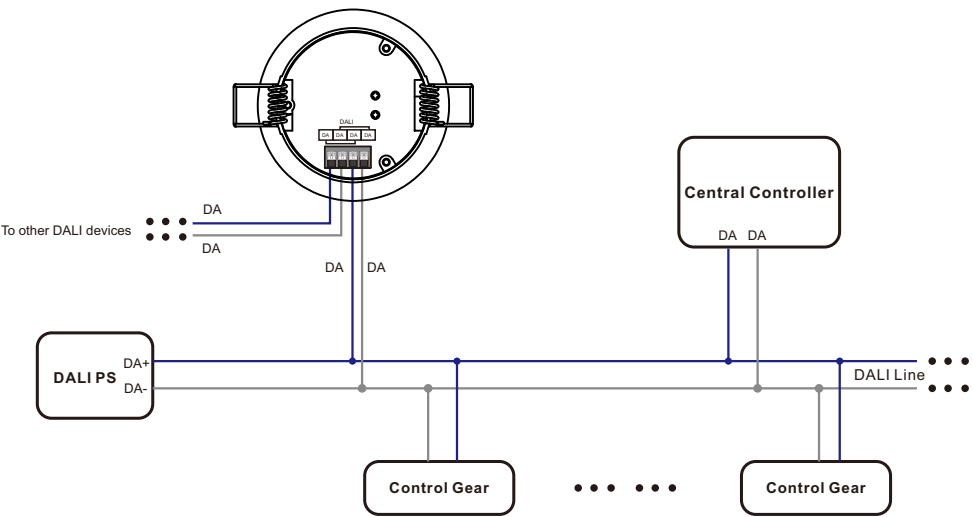 DALI
DA DA DA DA
DA
To other DALI devices
DA
DA DA
Central Controller
DA DA
DALI PS
DA+
DA-
DALI Line
Control Gear
Control Gear